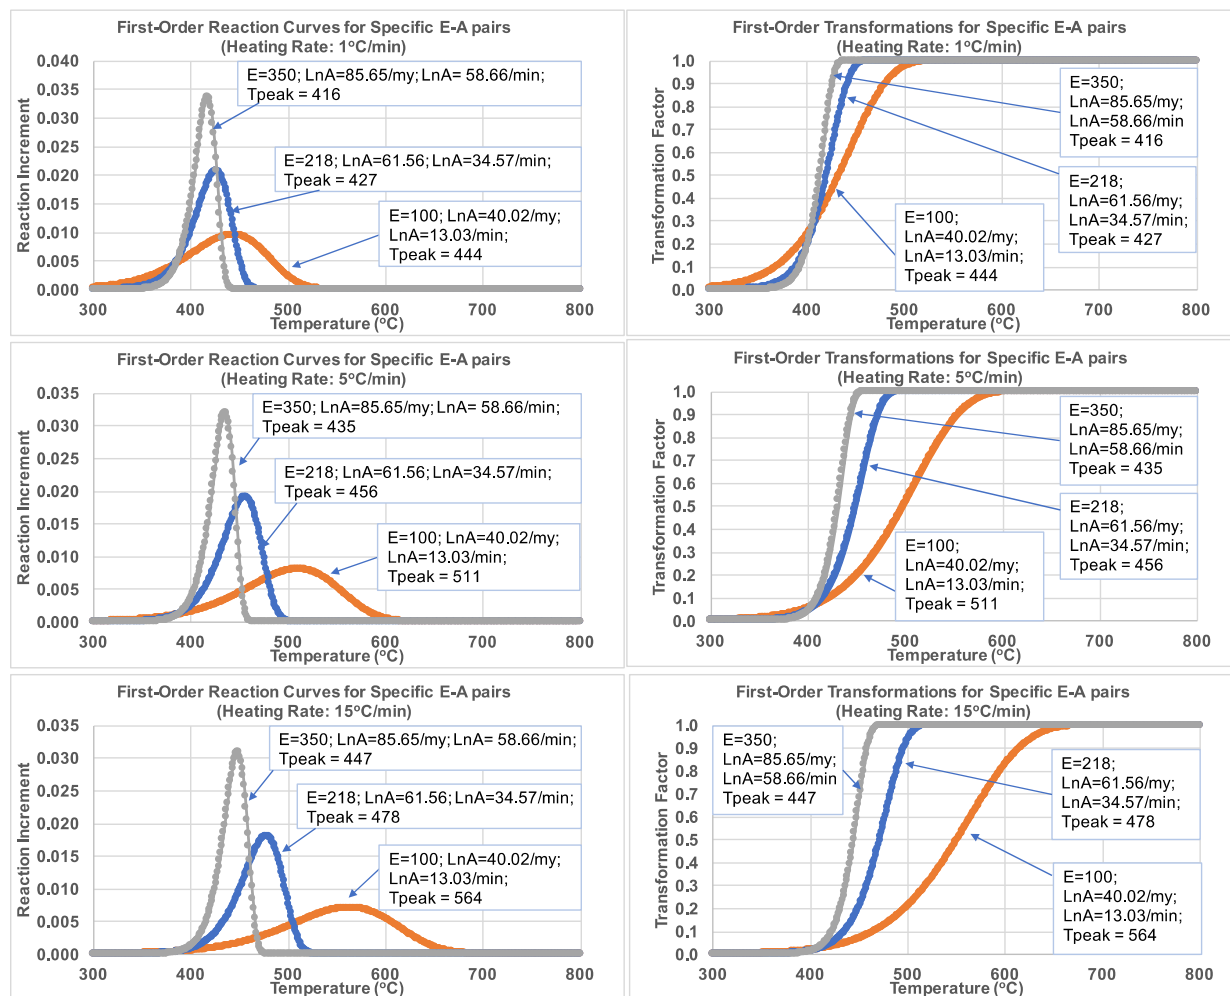 First-Order Reaction Curves for Specific E-A pairs
(Heating Rate: 1°C/min)
Reaction Increment
0.040
0.035
0.030
0.025
0.020
0.015
0.010
0.005
0.000
E=350; LnA=85.65/my; LnA= 58.66/min;
Tpeak = 416
E=218; LnA=61.56; LnA=34.57/min;
Tpeak = 427
E=100; LnA=40.02/my;
LnA=13.03/min;
Tpeak = 444
300 400 500 600 700 800
Temperature (°C)
First-Order Transformations for Specific E-A pairs
(Heating Rate: 1°C/min)
Transformation Factor
1.0
0.9
0.8
0.7
0.6
0.5
0.4
0.3
0.2
0.1
0.0
E=350;
LnA=85.65/my;
LnA=58.66/min
Tpeak = 416
E=218;
LnA=61.56/my;
LnA=34.57/min;
Tpeak = 427
E=100;
LnA=40.02/my;
LnA=13.03/min;
Tpeak = 444
300 400 500 600 700 800
Temperature (°C)
First-Order Reaction Curves for Specific E-A pairs
(Heating Rate: 5°C/min)
Reaction Increment
0.035
0.030
0.025
0.020
0.015
0.010
0.005
0.000
E=350; LnA=85.65/my; LnA= 58.66/min;
Tpeak = 435
E=218; LnA=61.56; LnA=34.57/min;
Tpeak = 456
E=100; LnA=40.02/my;
LnA=13.03/min;
Tpeak = 511
300 400 500 600 700 800
Temperature (°C)
First-Order Transformations for Specific E-A pairs
(Heating Rate: 5°C/min)
Transformation Factor
1.0
0.9
0.8
0.7
0.6
0.5
0.4
0.3
0.2
0.1
0.0
E=350;
LnA=85.65/my;
LnA=58.66/min
Tpeak = 435
E=218;
LnA=61.56/my;
LnA=34.57/min;
Tpeak = 456
E=100;
LnA=40.02/my;
LnA=13.03/min;
Tpeak = 511
300 400 500 600 700 800
Temperature (°C)
First-Order Reaction Curves for Specific E-A pairs
(Heating Rate: 15°C/min)
Reaction Increment
0.035
0.030
0.025
0.020
0.015
0.010
0.005
0.000
E=350; LnA=85.65/my; LnA= 58.66/min;
Tpeak = 447
E=218; LnA=61.56; LnA=34.57/min;
Tpeak = 478
E=100; LnA=40.02/my;
LnA=13.03/min;
Tpeak = 564
300 400 500 600 700 800
Temperature (°C)
First-Order Transformations for Specific E-A pairs
(Heating Rate: 15°C/min)
Transformation Factor
1.0
0.9
0.8
0.7
0.6
0.5
0.4
0.3
0.2
0.1
0.0
E=350;
LnA=85.65/my;
LnA=58.66/min
Tpeak = 447
E=218;
LnA=61.56/my;
LnA=34.57/min;
Tpeak = 478
E=100;
LnA=40.02/my;
LnA=13.03/min;
Tpeak = 564
300 400 500 600 700 800
Temperature (°C)